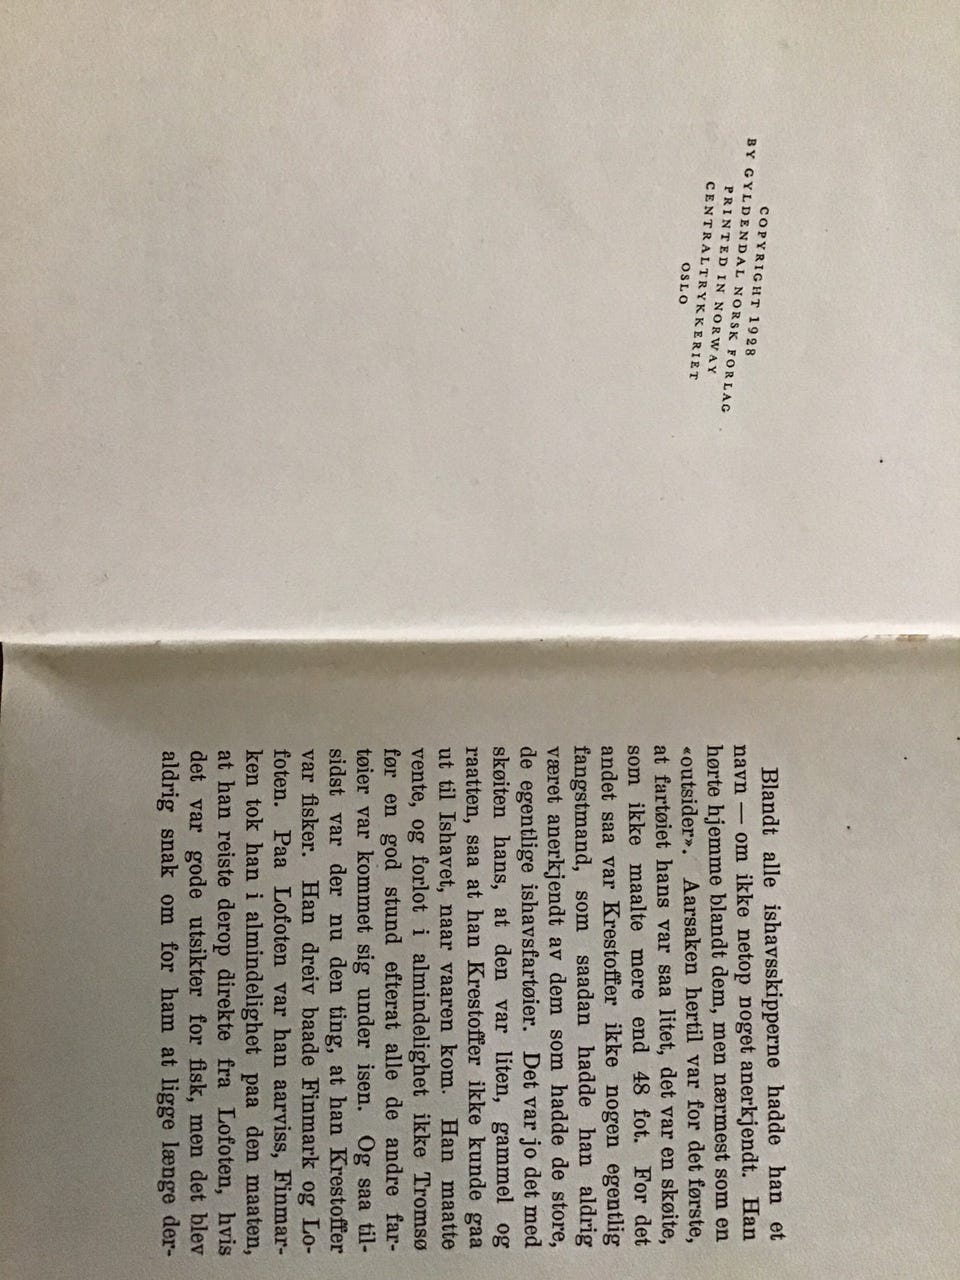 COPYRIGHT 1928
BY GYLDENDAL NORSK FORLAG
PRINTED IN NORWAY
CENTRALTRYKKERIET
OSLO
Blandt alle ishavsskipperne hadde han et
navn — om ikke netop noget anerkjendt. Han
hørte hjemme blandt dem, men nærmest som en
«outsider». Aarsaken hertil var for det første,
at fartøiet hans var saa litet, det var en skøite,
som ikke maalte mere end 48 fot. For det
andet saa var Krestoffer ikke nogen egentlig
fangstmand, som saadan hadde han aldrig
været anerkjendt av dem som hadde de store,
de egentlige ishavsfartøier. Det var jo det med
skøiten hans, at den var liten, gammel og
raatten, saa at han Krestoffer ikke kunde gaa
ut til Ishavet, naar vaaren kom. Han maatte
vente, og forlot i almindelighet ikke Tromsø
før en god stund efterat alle de andre far-
tøier var kommet sig under isen. Og saa til-
sidst var der nu den ting, at han Krestoffer
var fisker. Han dreiv baade Finmark og Lo-
foten. Paa Lofoten var han aarviss, Finmar-
ken tok han i almindelighet paa den maaten,
at han reiste derop direkte fra Lofoten, hvis
det var gode utsikter for fisk, men det blev
aldrig snak om for ham at ligge længe der-